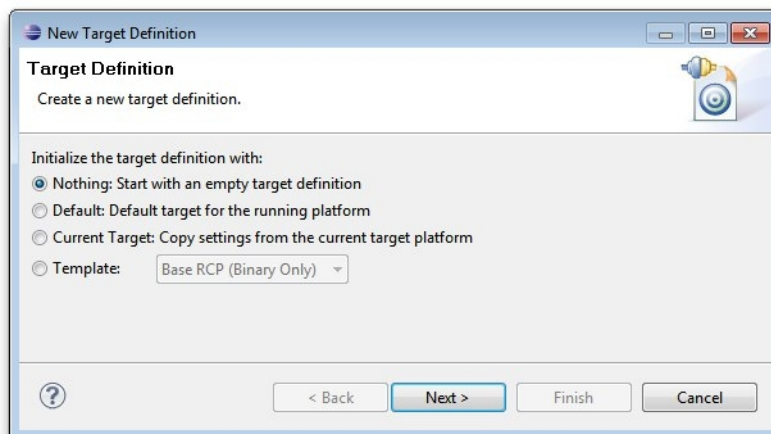 New Target Definition
Target Definition
Create a new target definition.
Initialize the target definition with:
Nothing: Start with an empty target definition
Default: Default target for the running platform
Current Target: Copy settings from the current target platform
Template: Base RCP (Binary Only)
? < Back Next > Finish Cancel